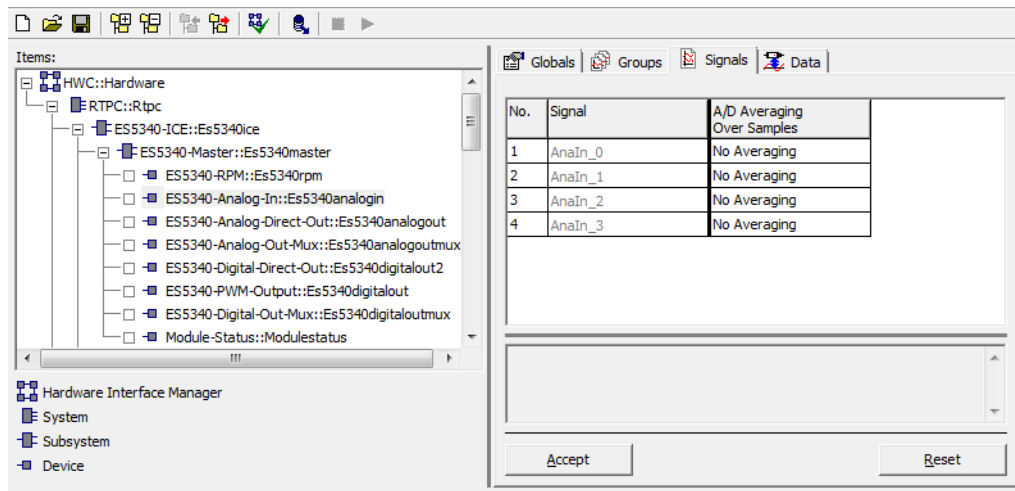 Items:
HWC::Hardware
RTPC::Rtpc
ES5340-ICE::Es5340ice
ES5340-Master::Es5340master
ES5340-RPM::Es5340rpm
ES5340-Analog-In::Es5340analogin
ES5340-Analog-Direct-Out::Es5340analogout
ES5340-Analog-Out-Mux::Es5340analogoutmux
ES5340-Digital-Direct-Out::Es5340digitalout2
ES5340-PWM-Output::Es5340digitalout
ES5340-Digital-Out-Mux::Es5340digitaloutmux
Module-Status::Modulestatus
Hardware Interface Manager
System
Subsystem
Device
Globals Groups Signals Data
No. Signal A/D Averaging
Over Samples
1 AnaIn_0 No Averaging
2 AnaIn_1 No Averaging
3 AnaIn_2 No Averaging
4 AnaIn_3 No Averaging
Accept Reset